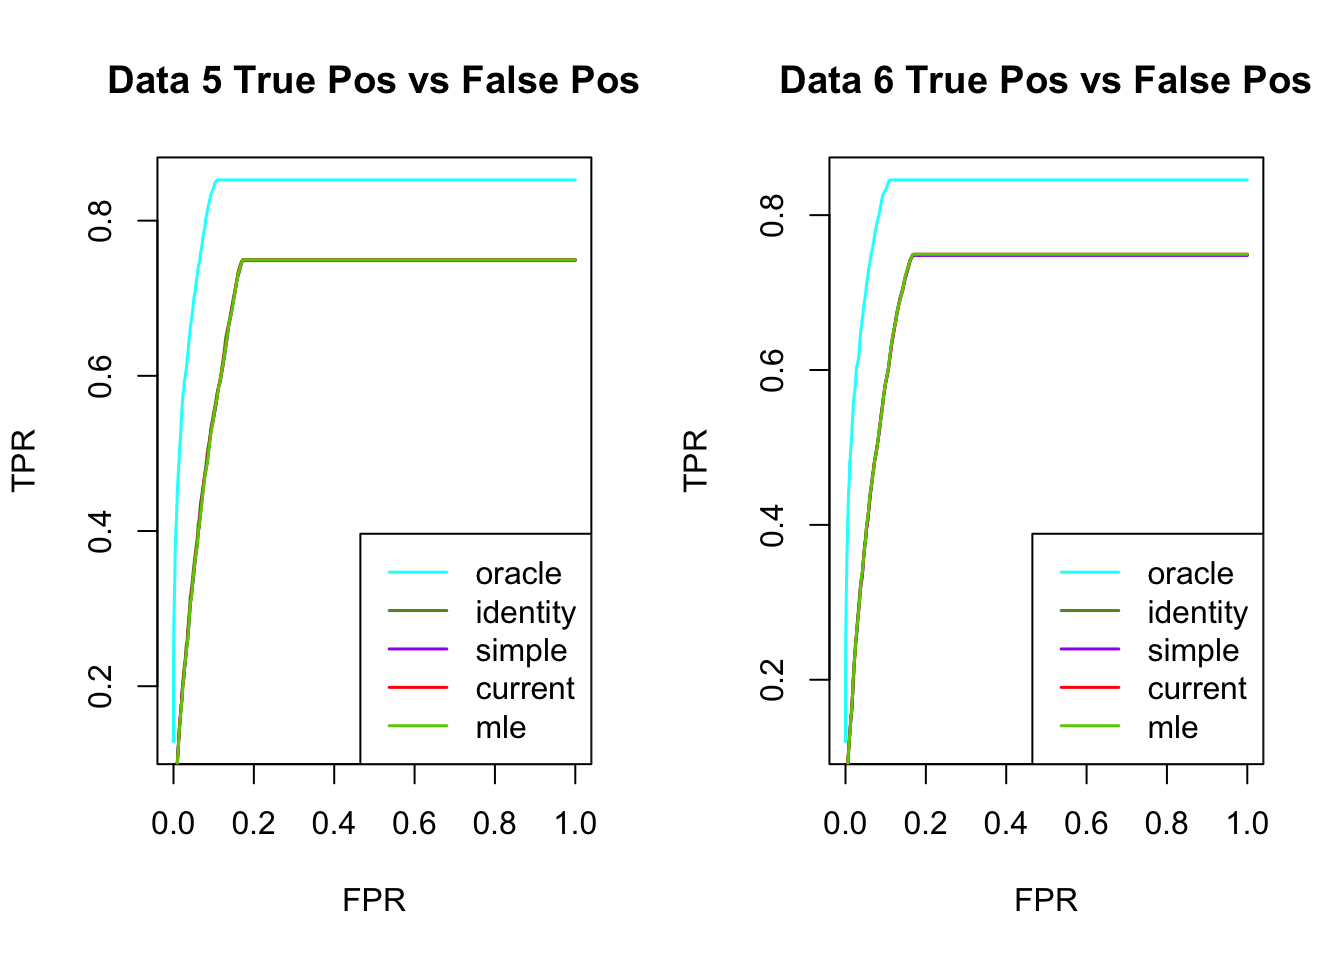 Data 5 True Pos vs False Pos
TPR
0.8
0.6
0.4
0.2
oracle
identity
simple
current
mle
0.0 0.2 0.4 0.6 0.8 1.0
FPR
Data 6 True Pos vs False Pos
TPR
0.8
0.6
0.4
0.2
oracle
identity
simple
current
mle
0.0 0.2 0.4 0.6 0.8 1.0
FPR